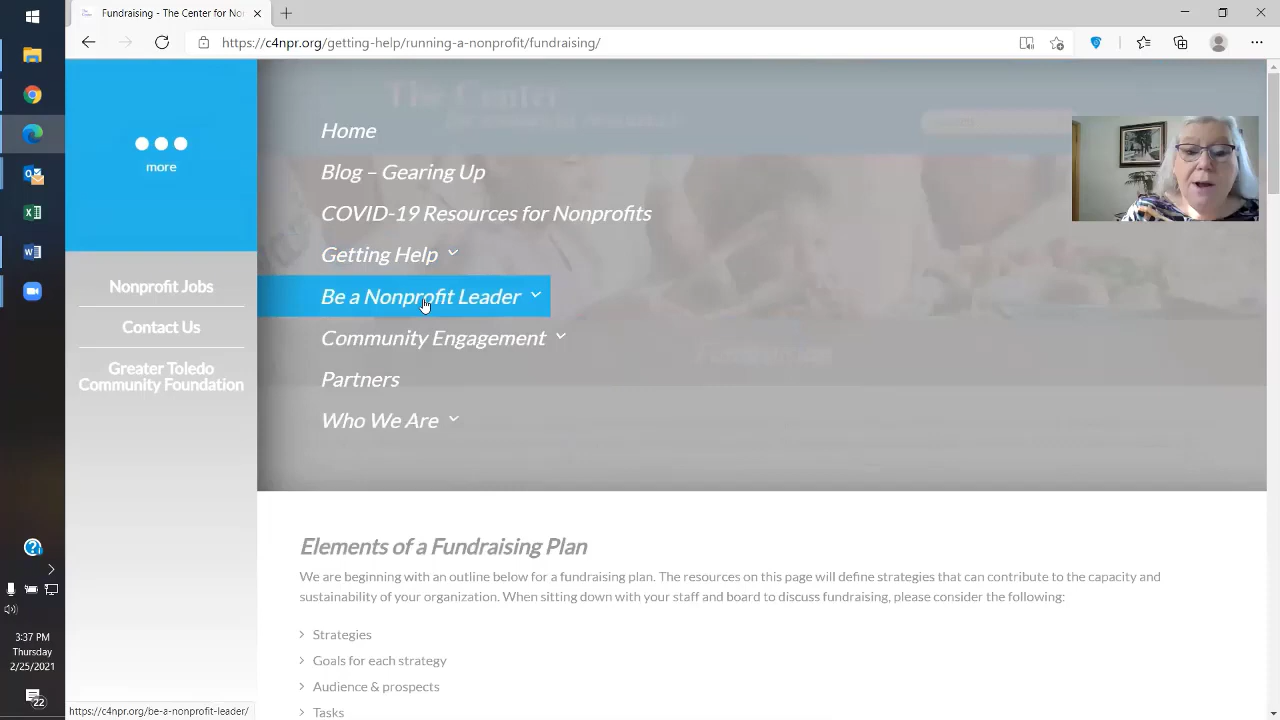 Funding - The Center for No
https://c4npr.org/getting-help/running-a-nonprofit/fundraising/
more
Nonprofit Jobs
Contact Us
Greater Toledo
Community Foundation
The Center
Home
Blog – Gearing Up
COVID-19 Resources for Nonprofits
Getting Help
Be a Nonprofit Leader
Community Engagement
Partners
Who We Are
Elements of a Fundraising Plan
We are beginning with an outline below for a fundraising plan. The resources on this page will define strategies that can contribute to the capacity and
sustainability of your organization. When sitting down with your staff and board to discuss fundraising, please consider the following:
Strategies
Goals for each strategy
Audience & prospects
Tasks
https://c4npr.org/be-a-nonprofit-leader/
3:37 PM
Thursday
2/25/2021
22